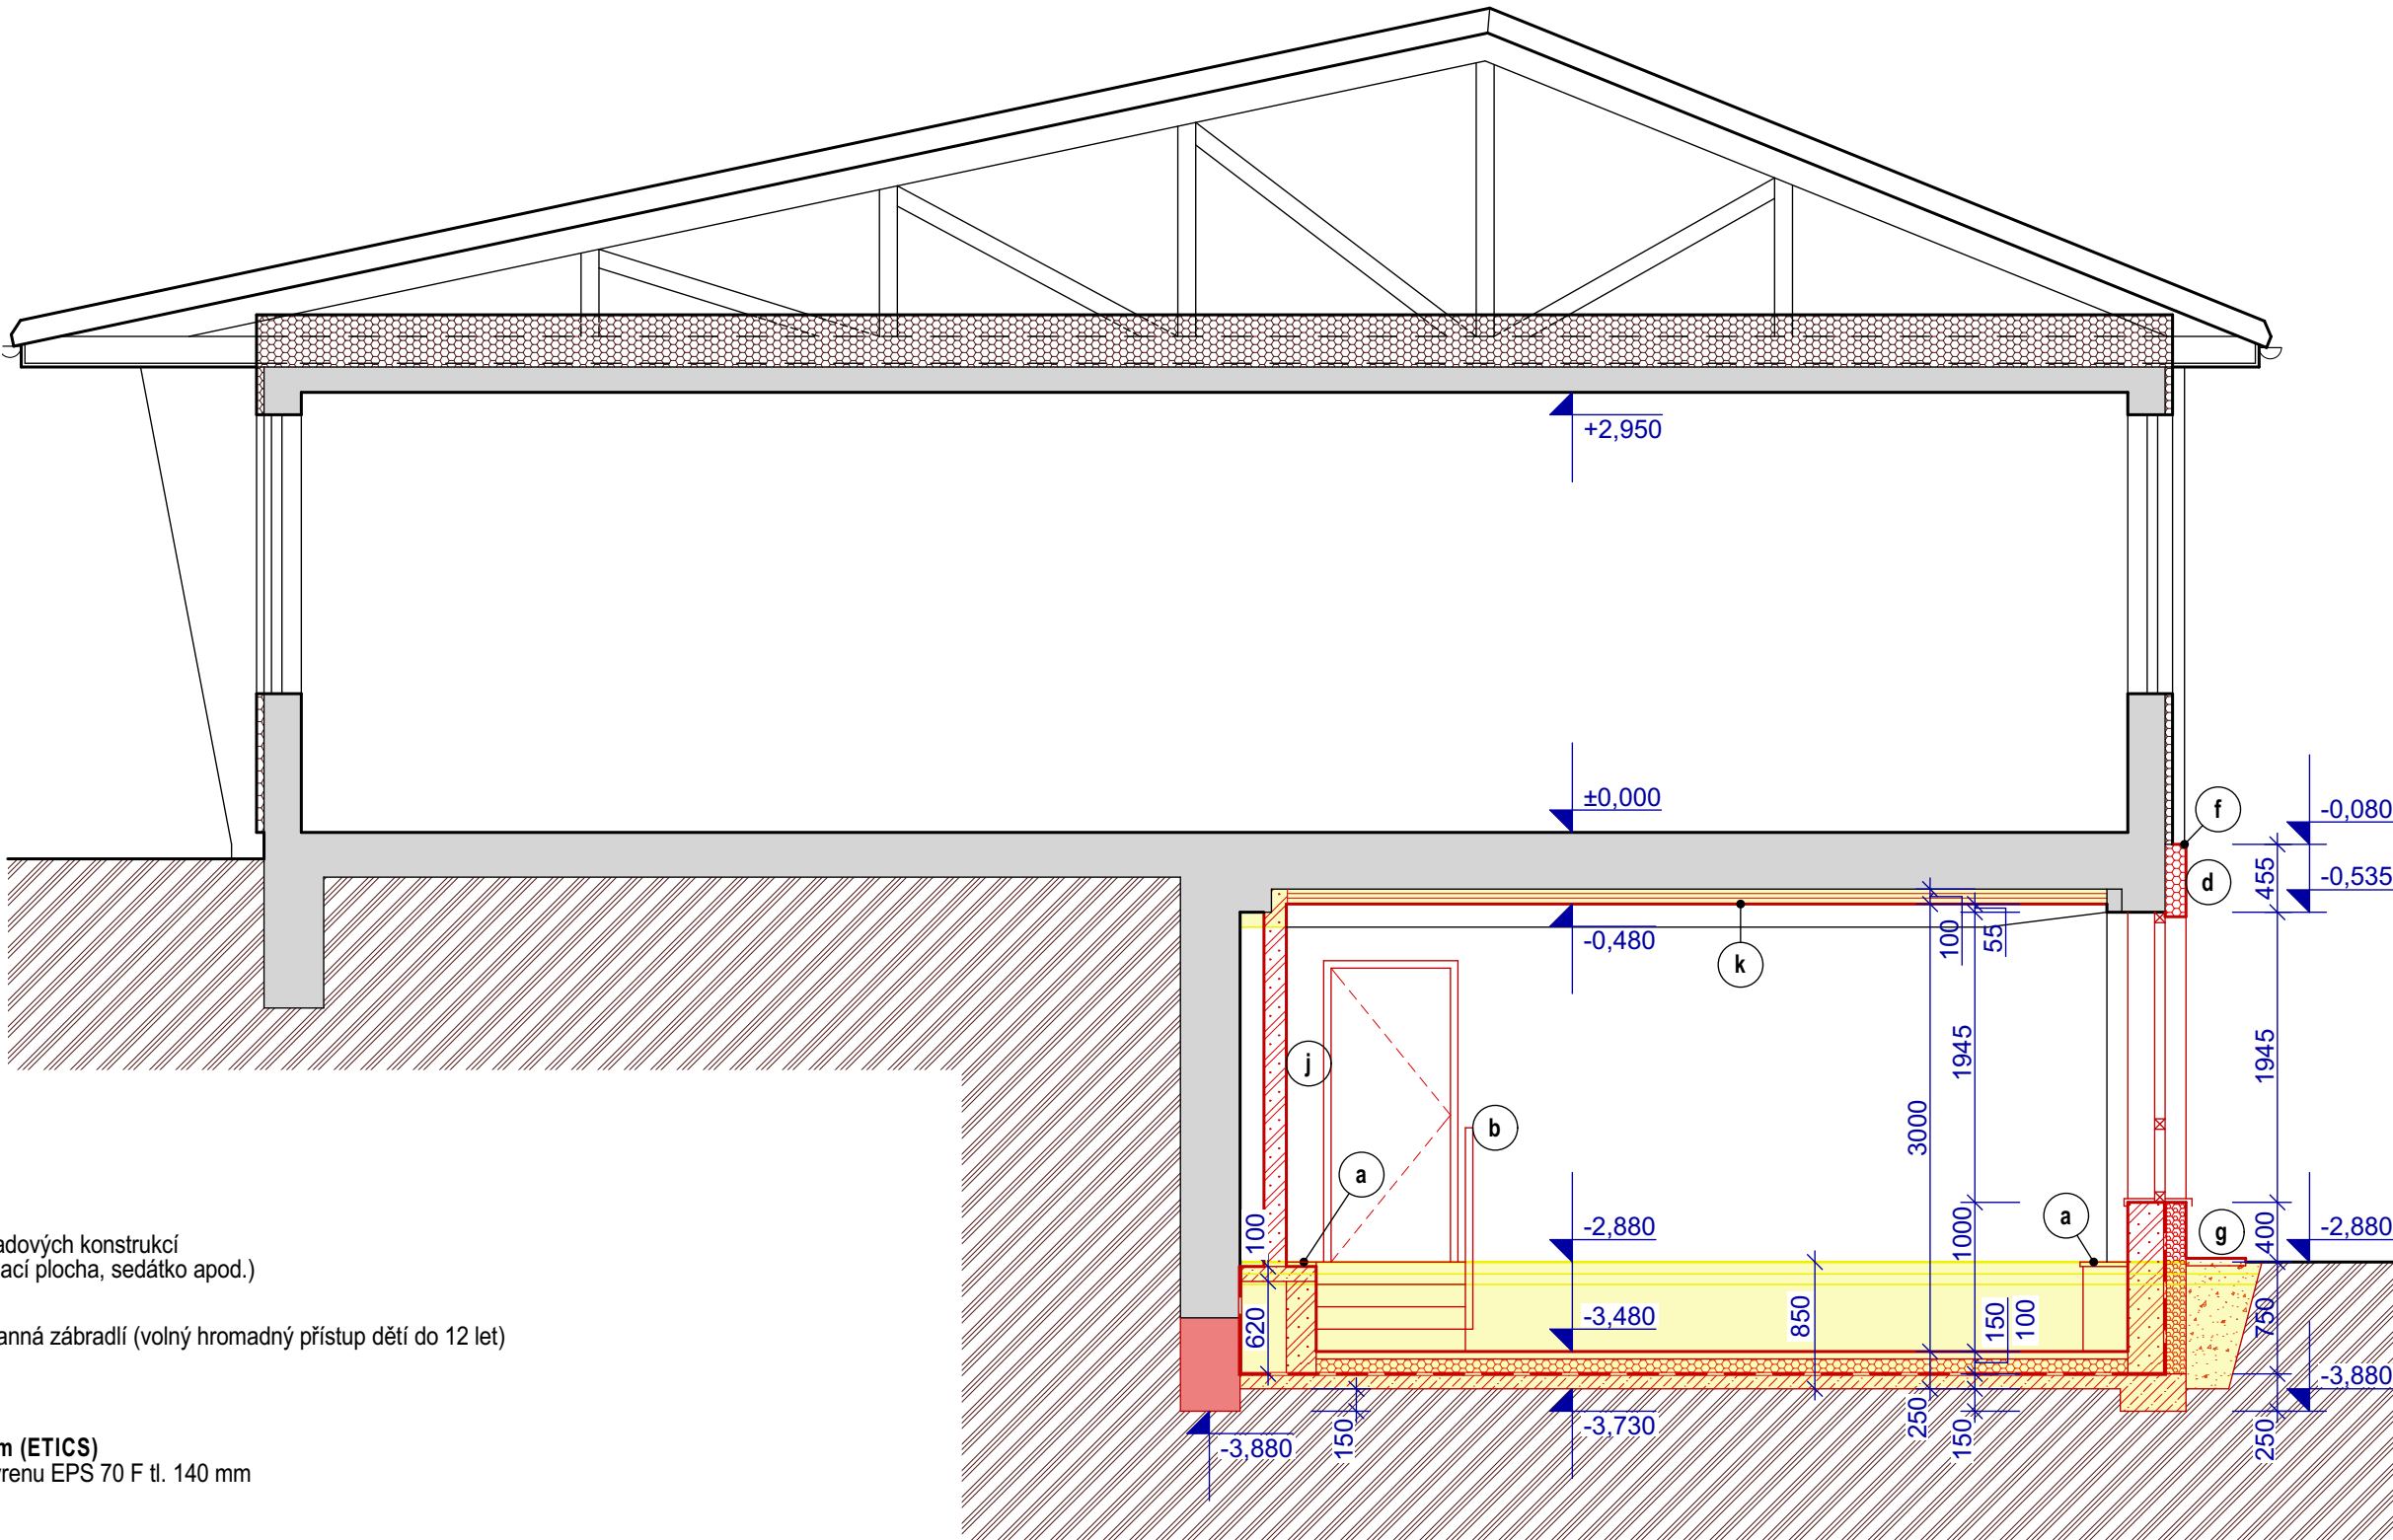 +2,950
±0,000
f
-0,080
455
d
-0,535
-0,480
100
55
k
1945
1945
j
3000
b
a
a
100
-2,880
1000
g
400
-2,880
adových konstrukcí
ací plocha, sedátko apod.)
620
-3,480
850
150
100
750
anná zábradlí (volný hromadný přístup dětí do 12 let)
-3,880
-3,880
150
-3,730
250
150
250
m (ETICS)
yrenu EPS 70 F tl. 140 mm